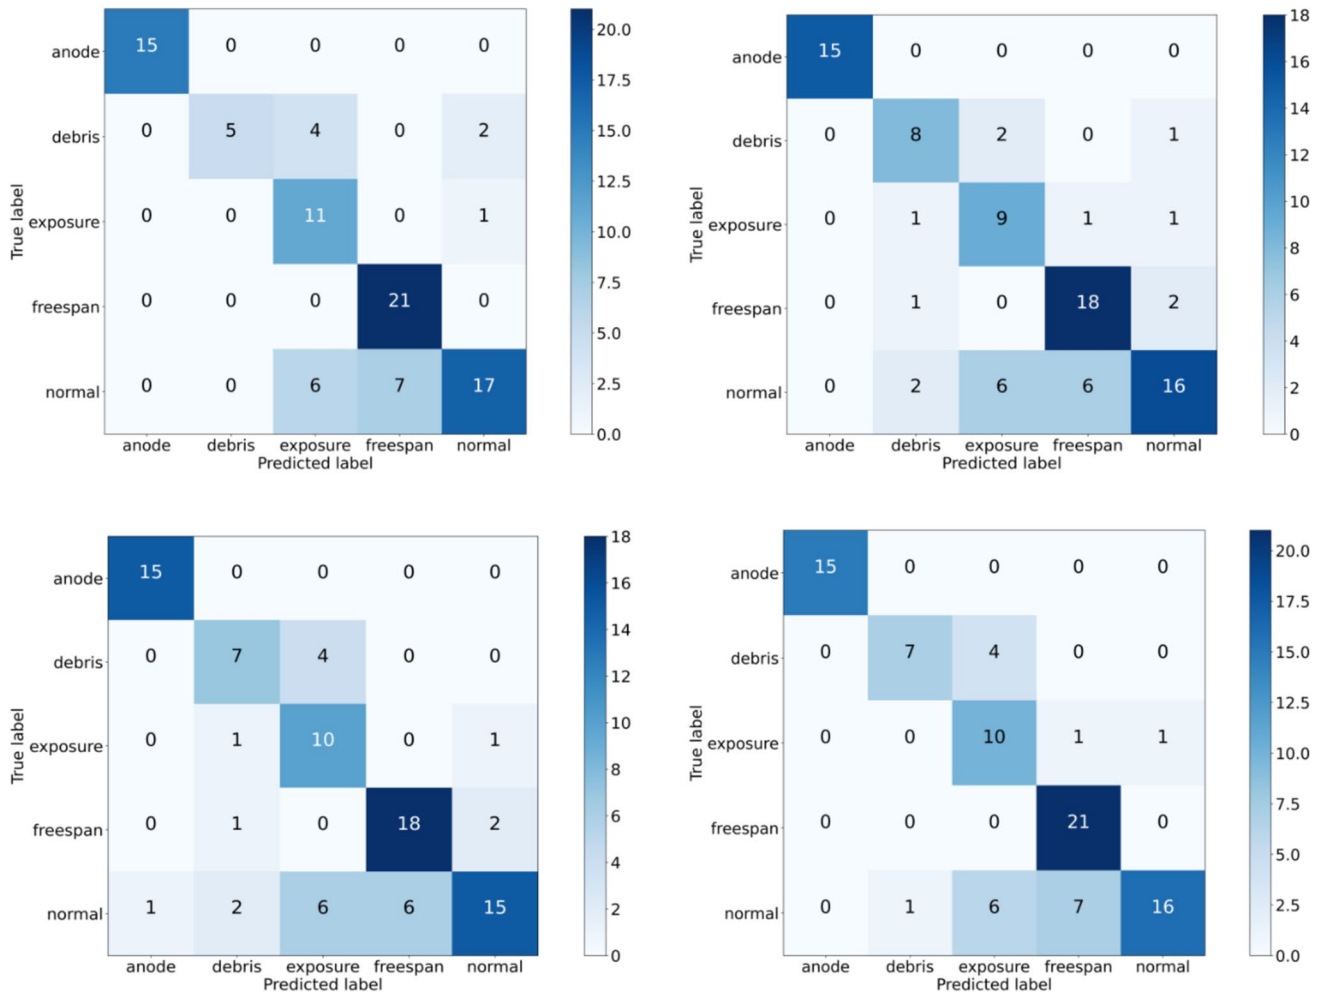 anode 15 0 0 0 0
debris 0 5 4 0 2
exposure 0 0 11 0 1
freespan 0 0 0 21 0
normal 0 0 6 7 17
anode debris exposure freespan normal
Predicted label
True label
20.0
17.5
15.0
12.5
10.0
7.5
5.0
2.5
0.0
anode 15 0 0 0 0
debris 0 8 2 0 1
exposure 0 1 9 1 1
freespan 0 1 0 18 2
normal 0 2 6 6 16
anode debris exposure freespan normal
Predicted label
True label
18
16
14
12
10
8
6
4
2
0
anode 15 0 0 0 0
debris 0 7 4 0 0
exposure 0 1 10 0 1
freespan 0 1 0 18 2
normal 1 2 6 6 15
anode debris exposure freespan normal
Predicted label
True label
18
16
14
12
10
8
6
4
2
0
anode 15 0 0 0 0
debris 0 7 4 0 0
exposure 0 0 10 1 1
freespan 0 0 0 21 0
normal 0 1 6 7 16
anode debris exposure freespan normal
Predicted label
True label
20.0
17.5
15.0
12.5
10.0
7.5
5.0
2.5
0.0